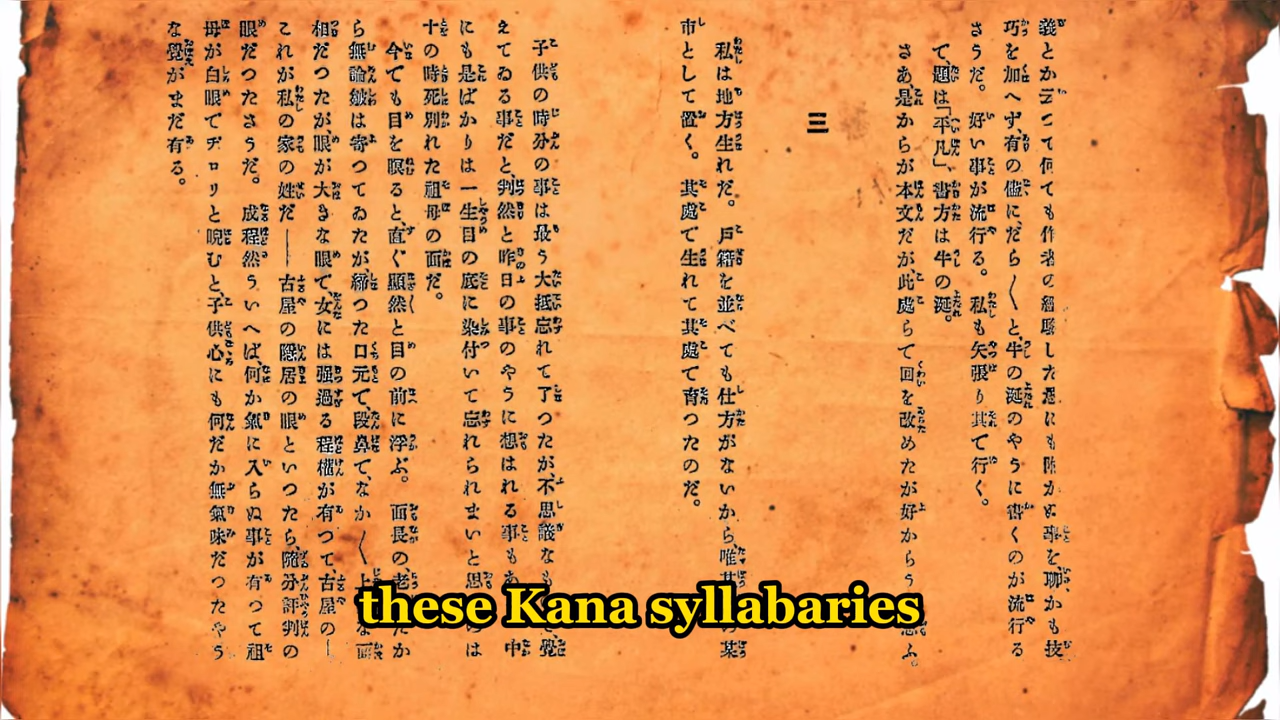 義とかいつて何ても作者の經驗した愚にも附かぬ事を、聊かも技
巧を加へず、有の儘に、だら〱と、牛の涎のやうに書くのが流行る
さうだ。好い事が流行る。私も矢張り其て行く。
て、題は「平凡」、書方は牛の涎。
さあ、是からが本文だが、此處らて回を改めたが好からう思ふ。
三
私は地方生れだ。戸籍を並べても仕方がないから、唯某
市として置く。其處で生れて其處で育つたのだ。
子供の時分の事は最う大抵忘れて了つたが、不思議なも覺
えてゐる事だと、判然と昨日の事のやうに想はれる事もあ中
にも是ばかりは一生目の底に染付いて忘れられまいと思のは
十の時死別れた祖母の面だ。
今でも目を瞑ると、直ぐ顯然と目の前に浮ぶ。面長の、老だか
ら無論皺は寄つてゐたが、締つた口元で、段鼻で、なか〱上な面
相だつたが、眼が大きな眼で、女には强過る程權が有つて、古屋の――
これが私の家の姓だ――古屋の隱居の眼といつたら、隨分評判の
眼だつたさうだ。成程然ういへば、何か氣に入らぬ事が有つて祖
母が白眼でヂロリと睨むと、子供心にも何だか無氣味だつたやう
な覺がまだ有る。
these Kana syllabaries